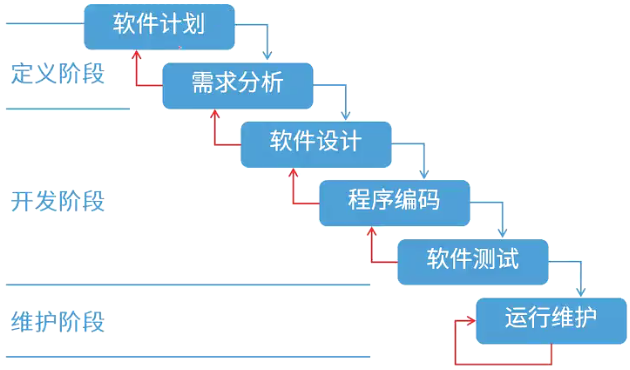 软件计划
定义阶段
需求分析
软件设计
程序编码
开发阶段
软件测试
运行维护
维护阶段